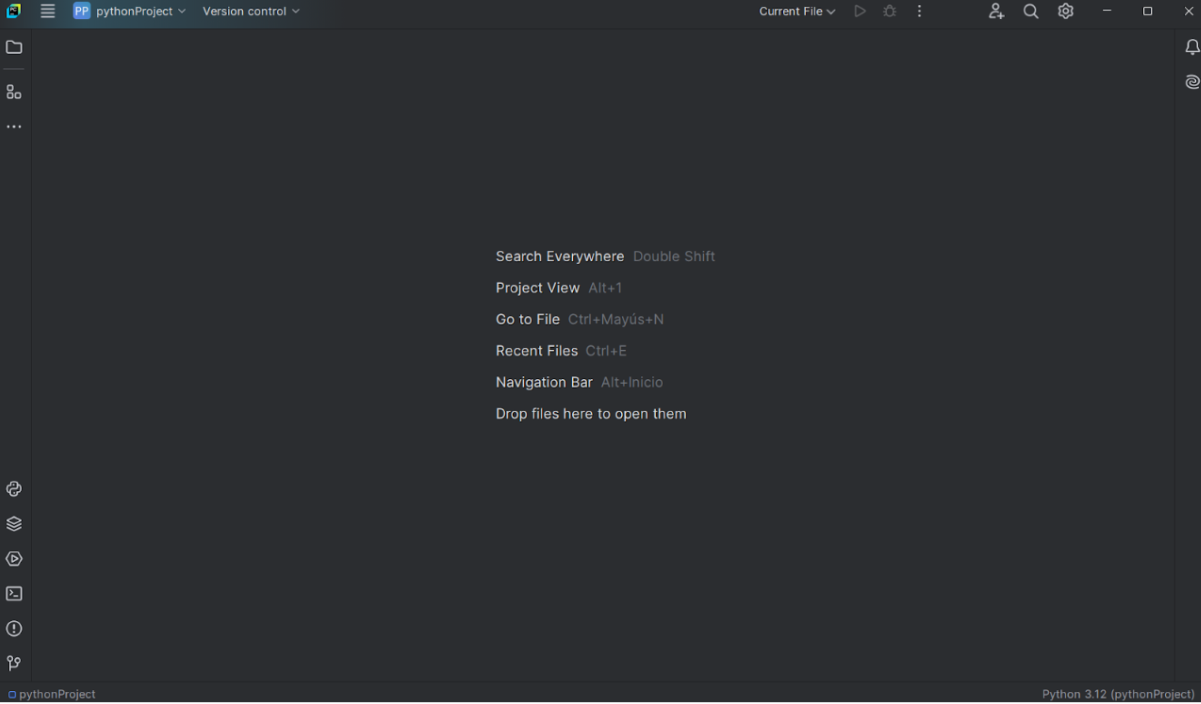 PP pythonProject Version control Current File
Search Everywhere Double Shift
Project View Alt+1
Go to File Ctrl+Mayús+N
Recent Files Ctrl+E
Navigation Bar Alt+Inicio
Drop files here to open them
pythonProject Python 3.12 (pythonProject)